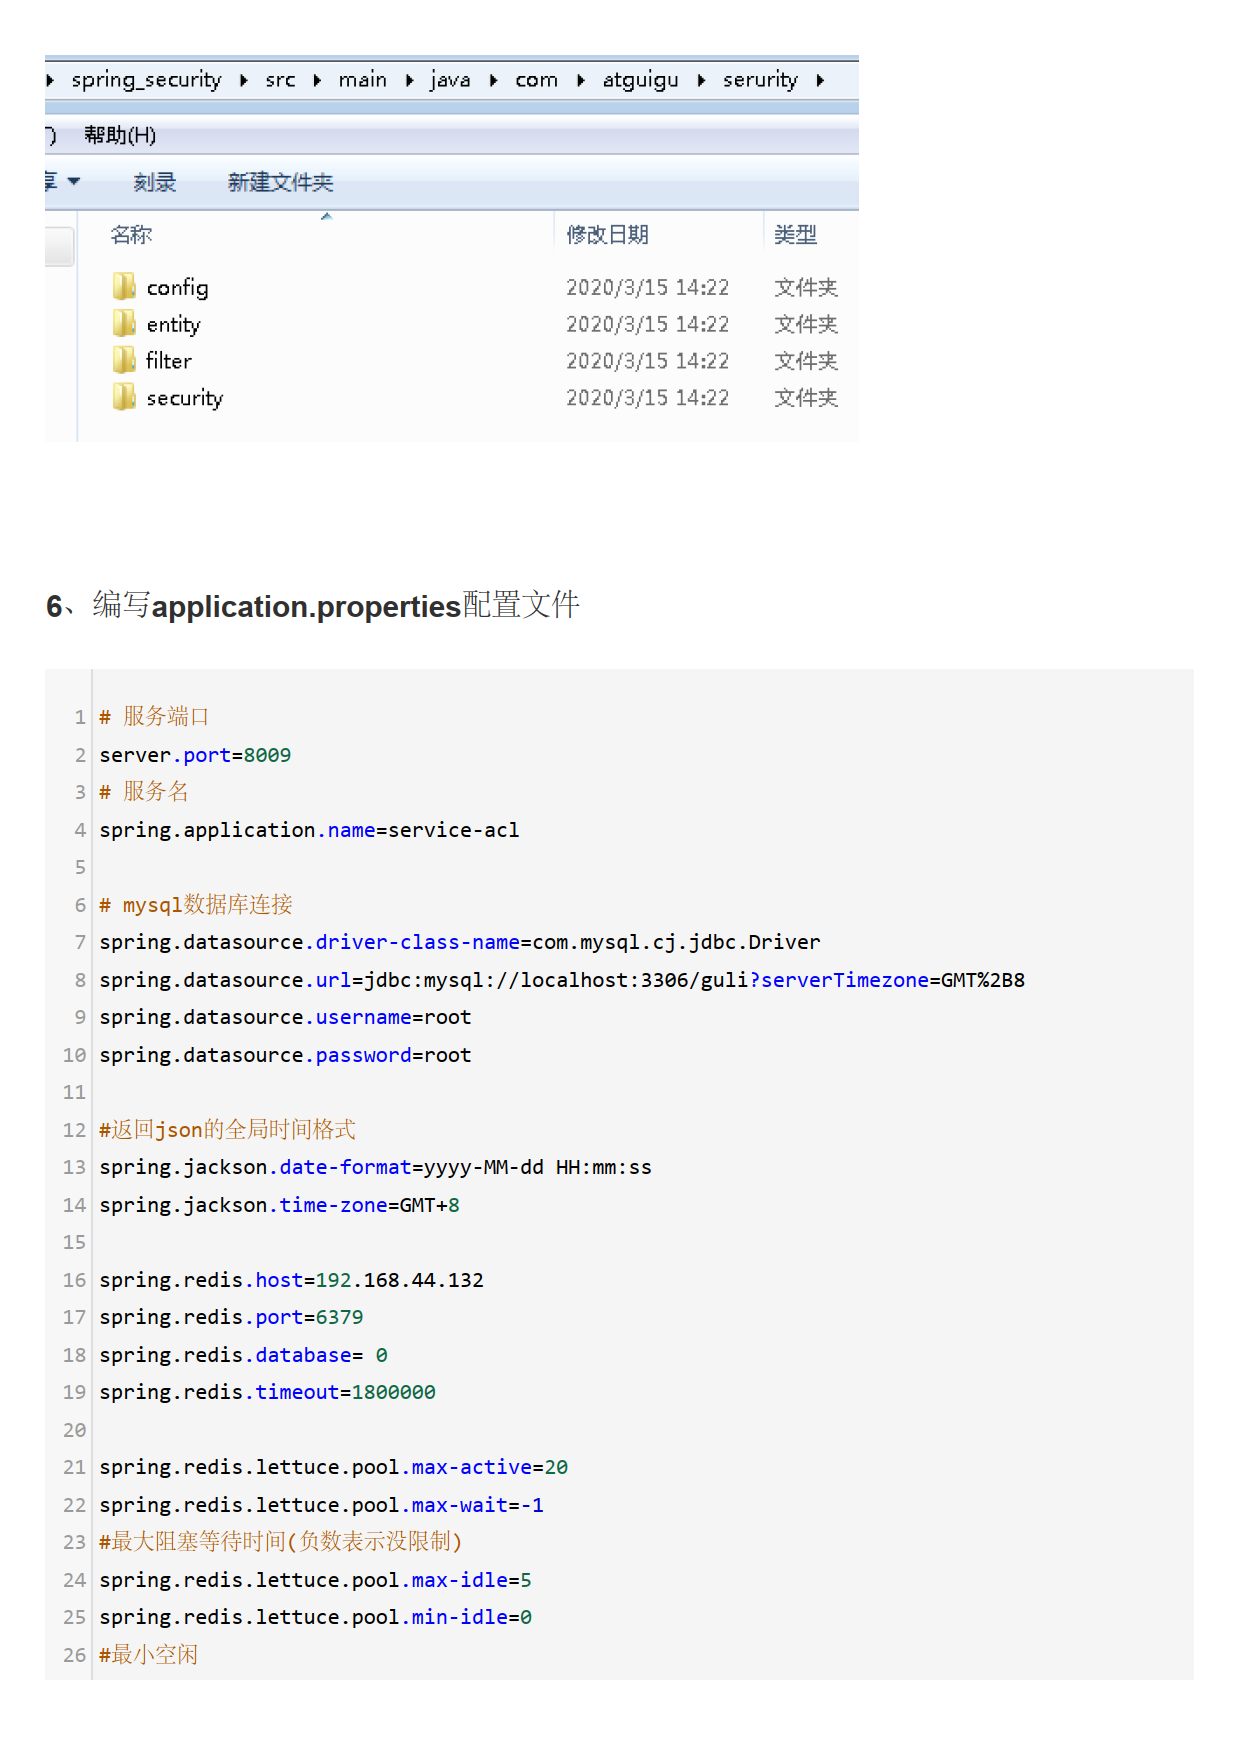 spring_security ▸ src ▸ main ▸ java ▸ com ▸ atguigu ▸ serurity ▸
帮助(H)
享 刻录 新建文件夹
名称 修改日期 类型
config 2020/3/15 14:22 文件夹
entity 2020/3/15 14:22 文件夹
filter 2020/3/15 14:22 文件夹
security 2020/3/15 14:22 文件夹
6、编写application.properties配置文件
1 # 服务端口
2 server.port=8009
3 # 服务名
4 spring.application.name=service-acl
5
6 # mysql数据库连接
7 spring.datasource.driver-class-name=com.mysql.cj.jdbc.Driver
8 spring.datasource.url=jdbc:mysql://localhost:3306/guli?serverTimezone=GMT%2B8
9 spring.datasource.username=root
10 spring.datasource.password=root
11
12 #返回json的全局时间格式
13 spring.jackson.date-format=yyyy-MM-dd HH:mm:ss
14 spring.jackson.time-zone=GMT+8
15
16 spring.redis.host=192.168.44.132
17 spring.redis.port=6379
18 spring.redis.database= 0
19 spring.redis.timeout=1800000
20
21 spring.redis.lettuce.pool.max-active=20
22 spring.redis.lettuce.pool.max-wait=-1
23 #最大阻塞等待时间(负数表示没限制)
24 spring.redis.lettuce.pool.max-idle=5
25 spring.redis.lettuce.pool.min-idle=0
26 #最小空闲